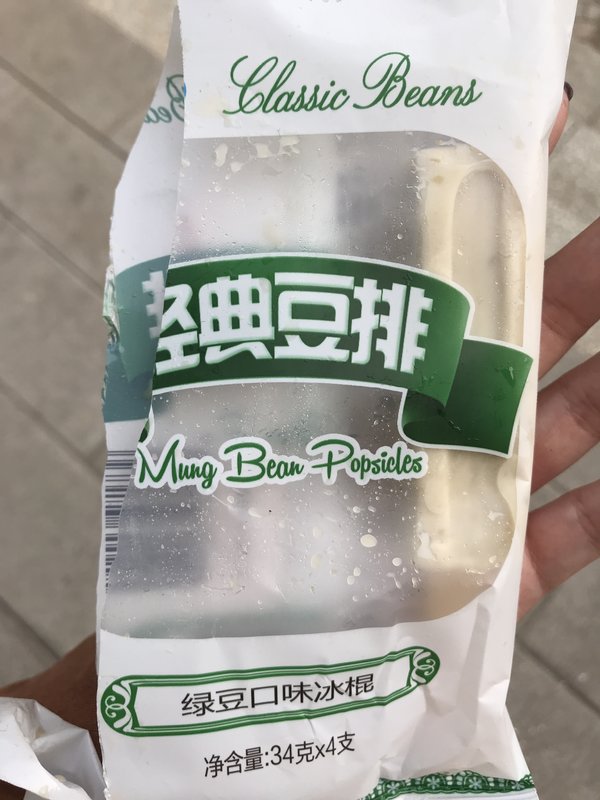 Classic Beans
经典豆排
Mung Bean Popsicles
绿豆口味冰棍
净含量:34克x4支